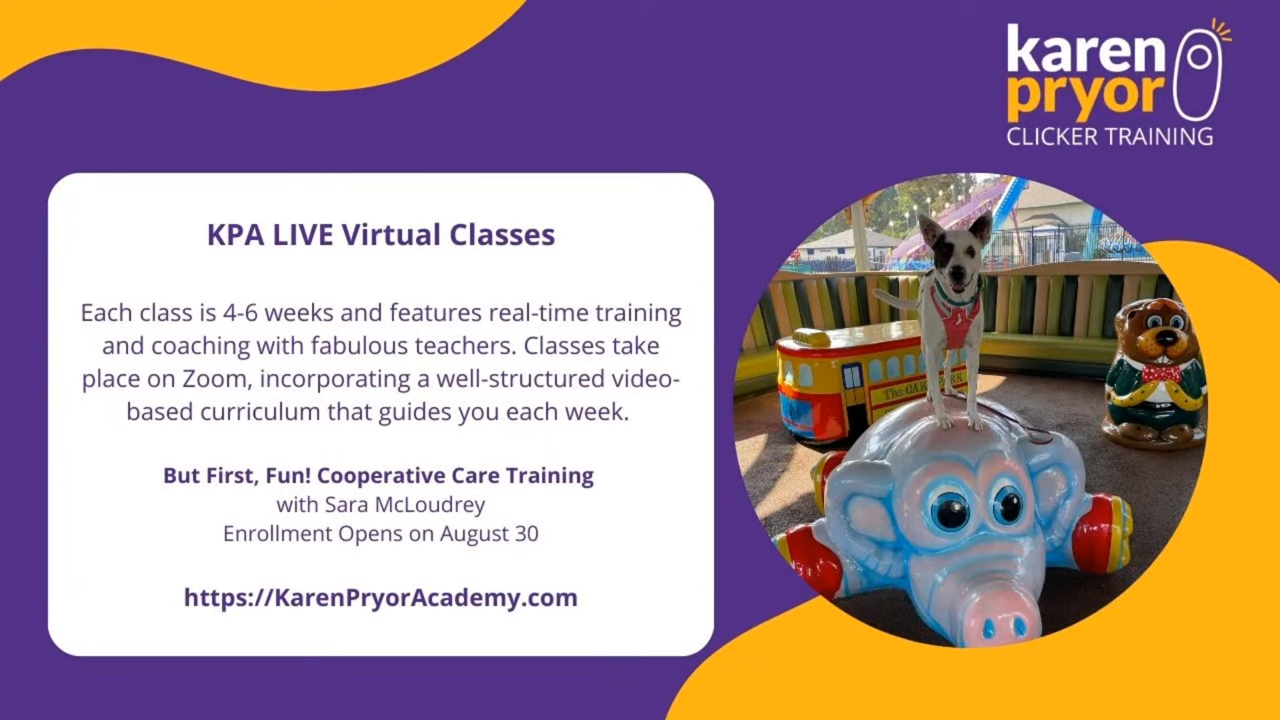 karen
pryor
CLICKER TRAINING
KPA LIVE Virtual Classes
Each class is 4-6 weeks and features real-time training
and coaching with fabulous teachers. Classes take
place on Zoom, incorporating a well-structured video-
based curriculum that guides you each week.
But First, Fun! Cooperative Care Training
with Sara McLoudrey
Enrollment Opens on August 30
https://KarenPryorAcademy.com
The